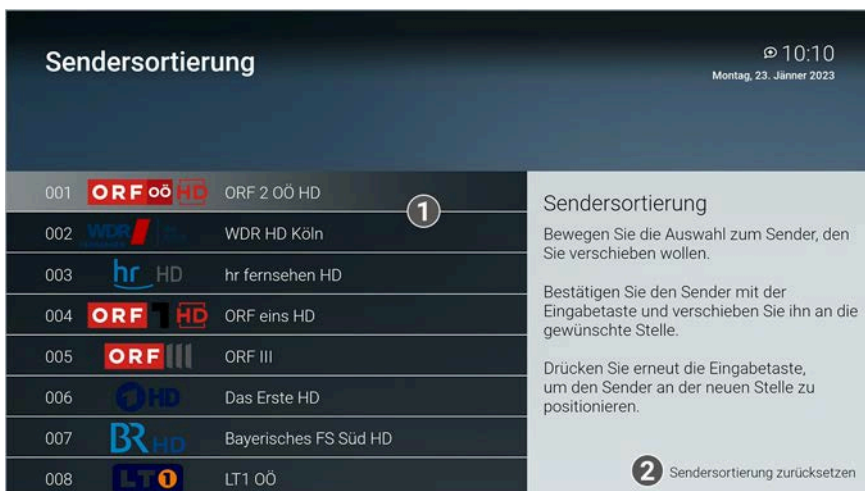 Sendersortierung
10:10
Montag, 23. Jänner 2023
001 ORF OÖ HD ORF 2 OÖ HD
1
002 WDR WDR HD Köln
003 hr HD hr fernsehen HD
004 ORF 1 HD ORF eins HD
005 ORF III ORF III
006 1 HD Das Erste HD
007 BR HD Bayerisches FS Süd HD
008 LT1 LT1 OÖ
Sendersortierung
Bewegen Sie die Auswahl zum Sender, den
Sie verschieben wollen.
Bestätigen Sie den Sender mit der
Eingabetaste und verschieben Sie ihn an die
gewünschte Stelle.
Drücken Sie erneut die Eingabetaste,
um den Sender an der neuen Stelle zu
positionieren.
2 Sendersortierung zurücksetzen